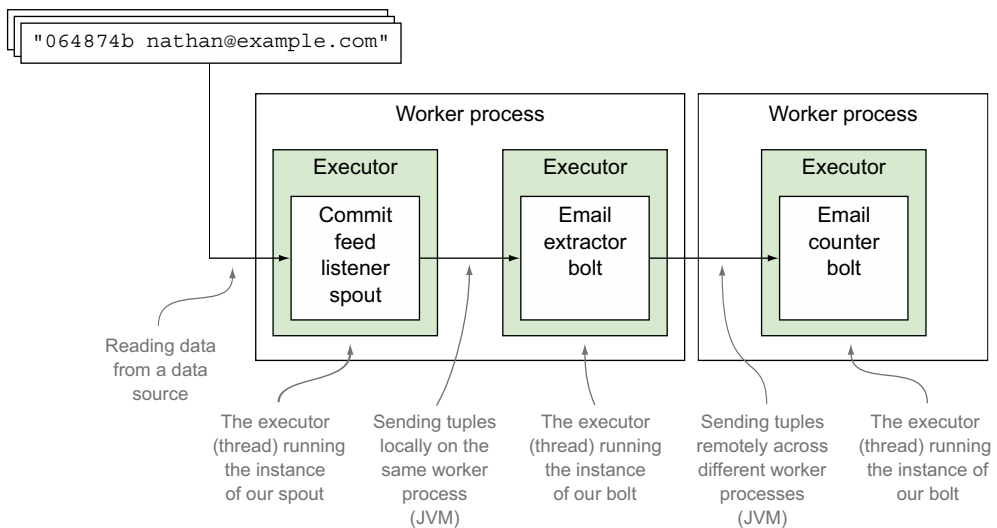 "064874b nathan@example.com"
Worker process
Worker process
Executor
Executor
Executor
Commit
feed
listener
spout
Email
extractor
bolt
Email
counter
bolt
Reading data
from a data
source
The executor
(thread) running
the instance
of our spout
Sending tuples
locally on the
same worker
process
(JVM)
The executor
(thread) running
the instance
of our bolt
Sending tuples
remotely across
different worker
processes
(JVM)
The executor
(thread) running
the instance of
our bolt